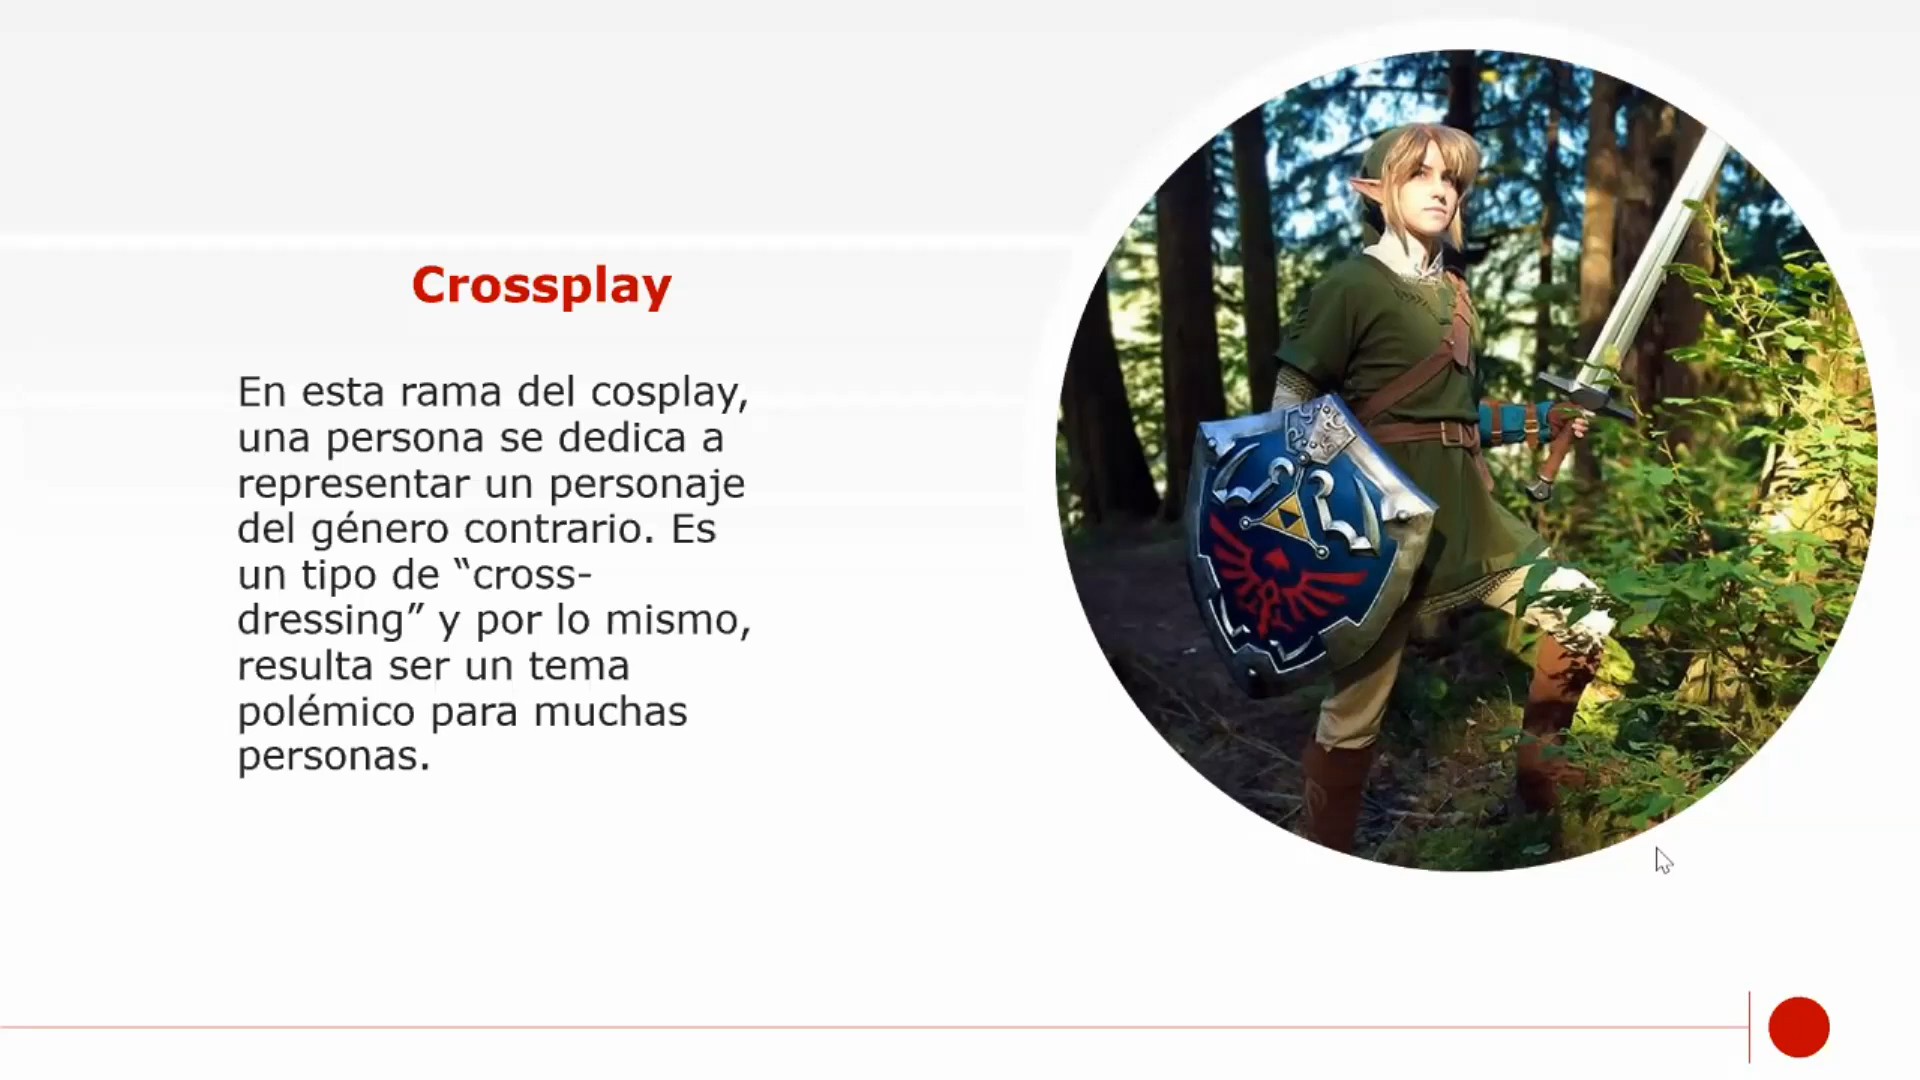 Crossplay
En esta rama del cosplay,
una persona se dedica a
representar un personaje
del género contrario. Es
un tipo de “cross-
dressing” y por lo mismo,
resulta ser un tema
polémico para muchas
personas.